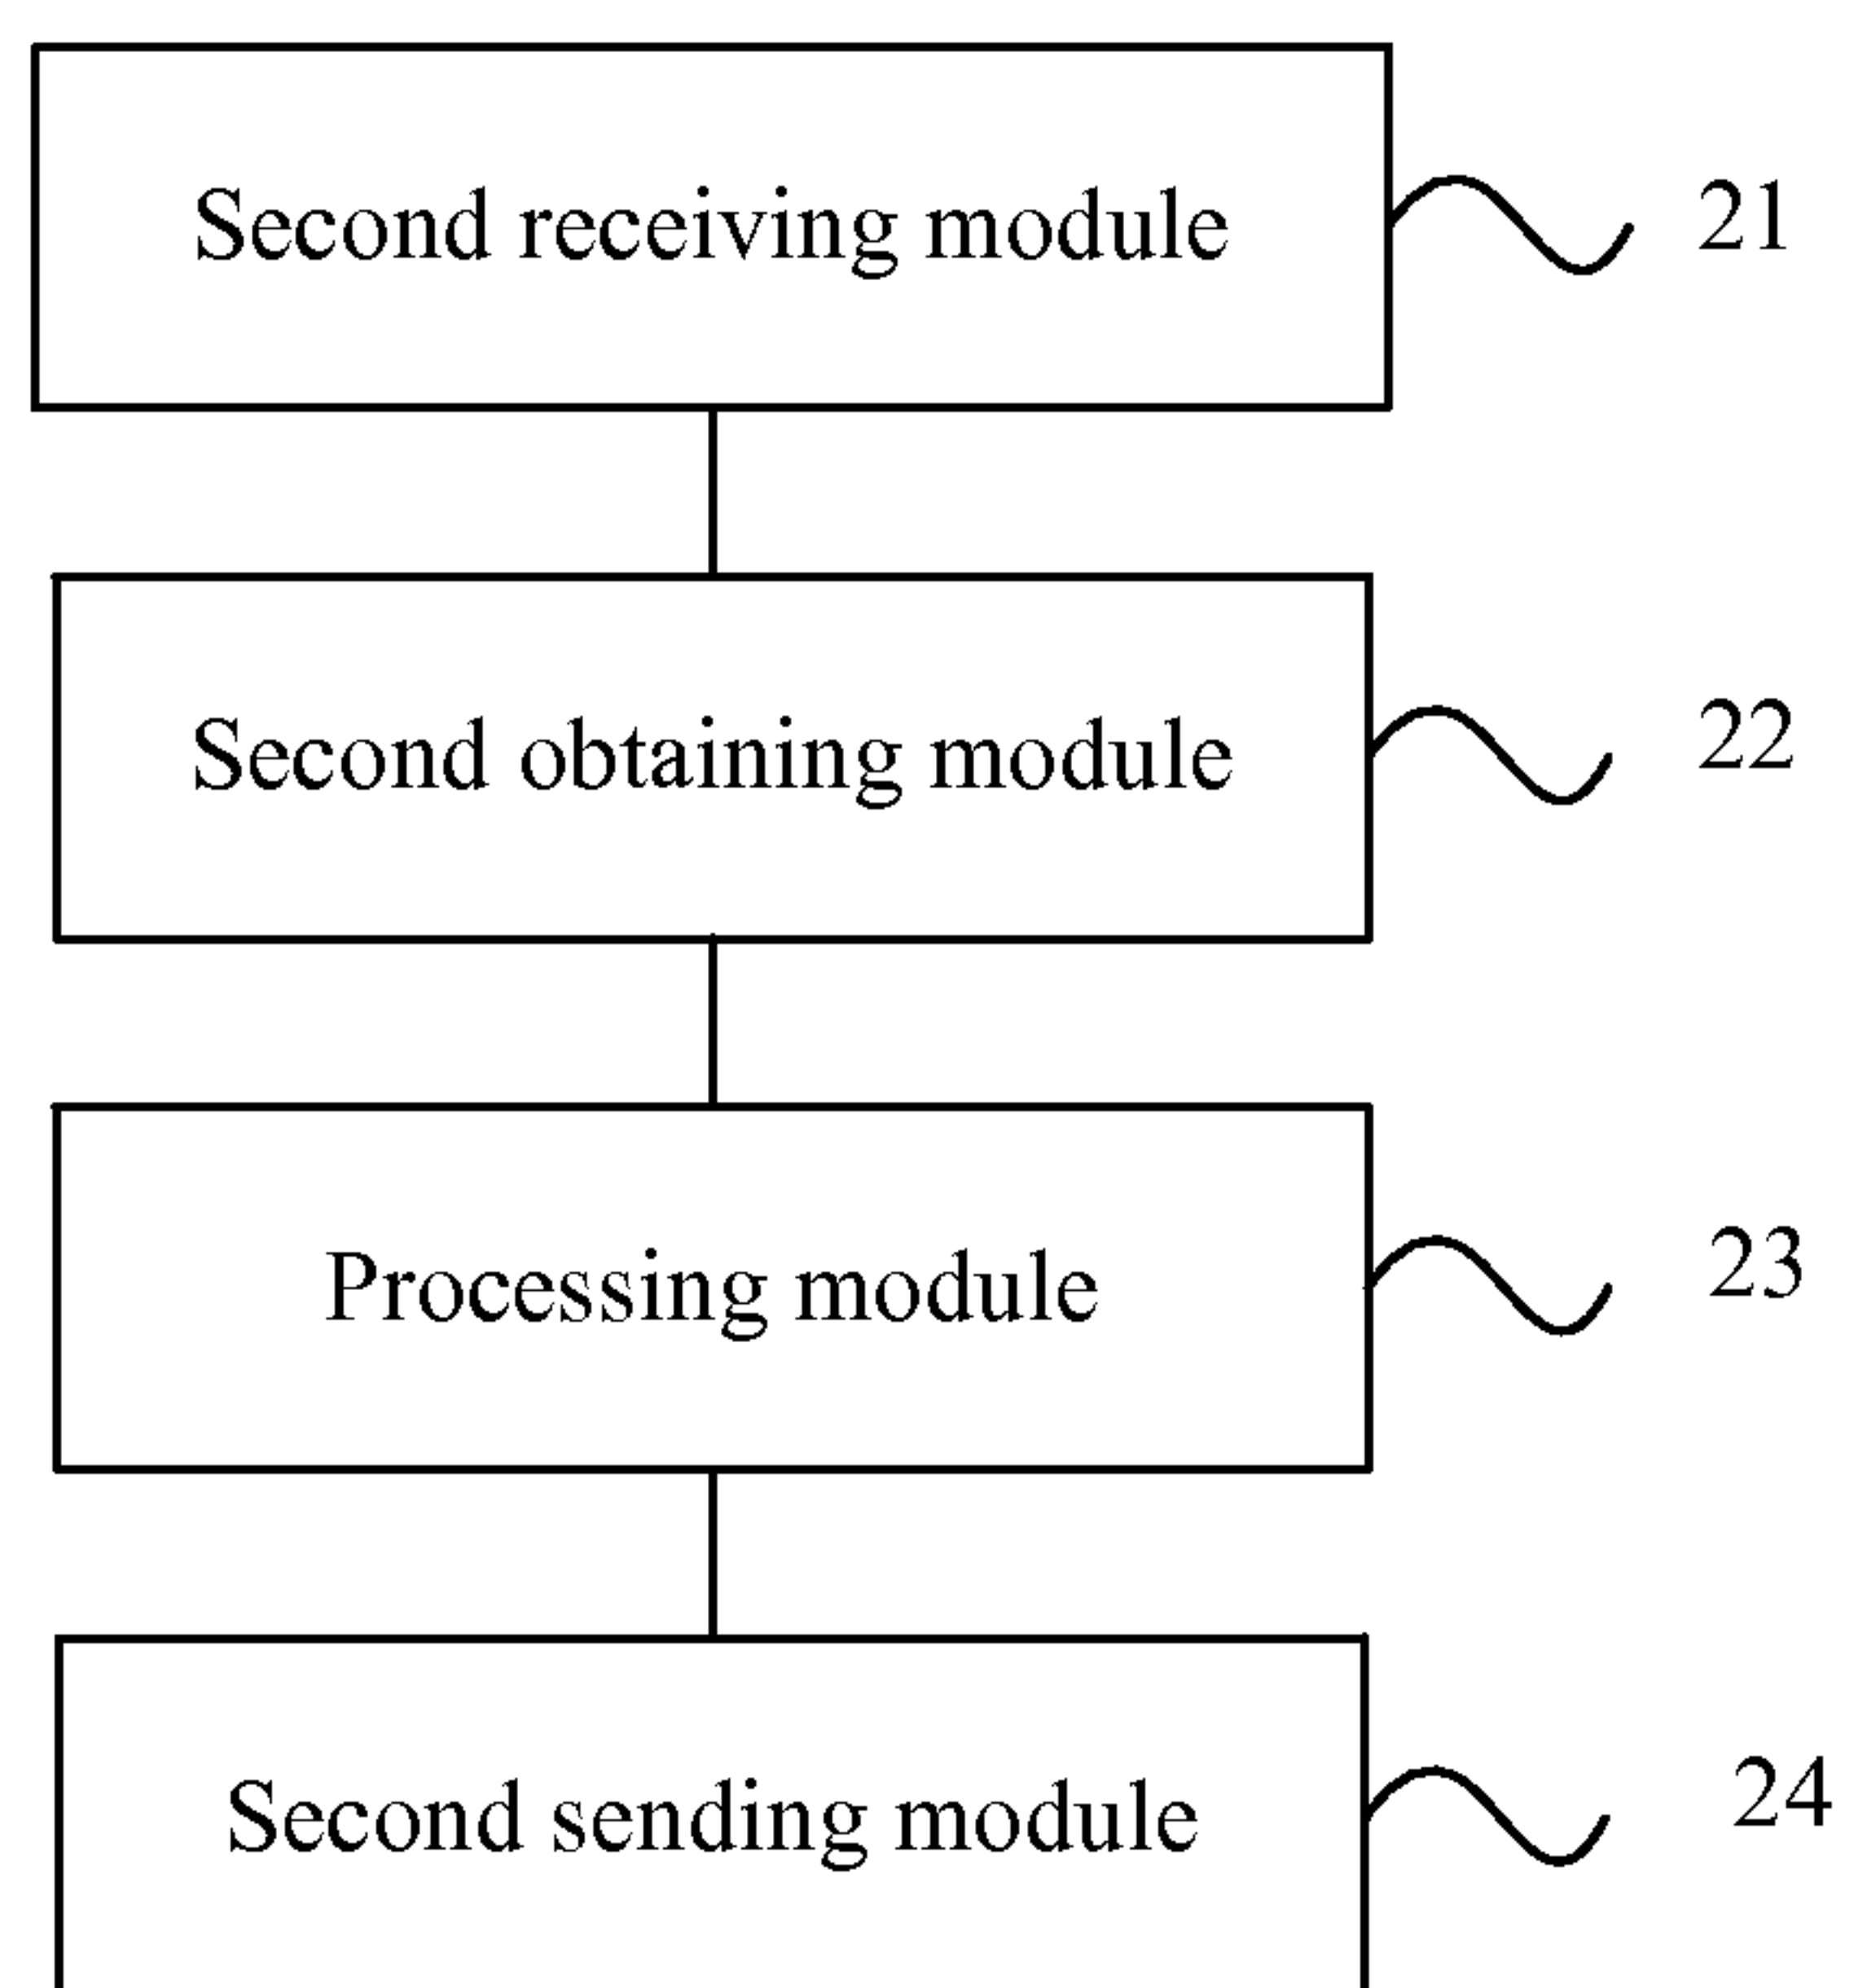 Second receiving module 21
Second obtaining module 22
Processing module 23
Second sending module 24